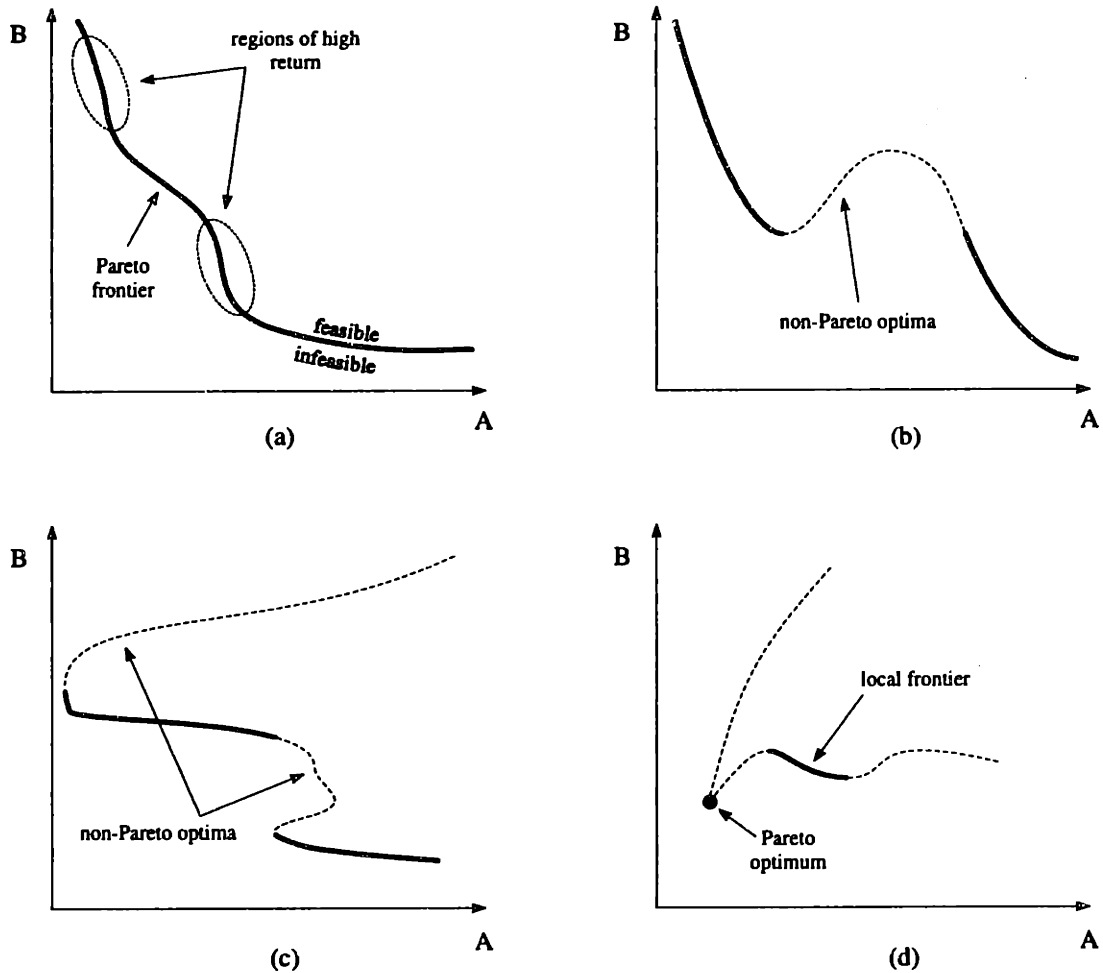 B
regions of high
return
Pareto
frontier
feasible
infeasible
A
(a)
B
non-Pareto optima
A
(b)
B
non-Pareto optima
A
(c)
B
local frontier
Pareto
optimum
A
(d)